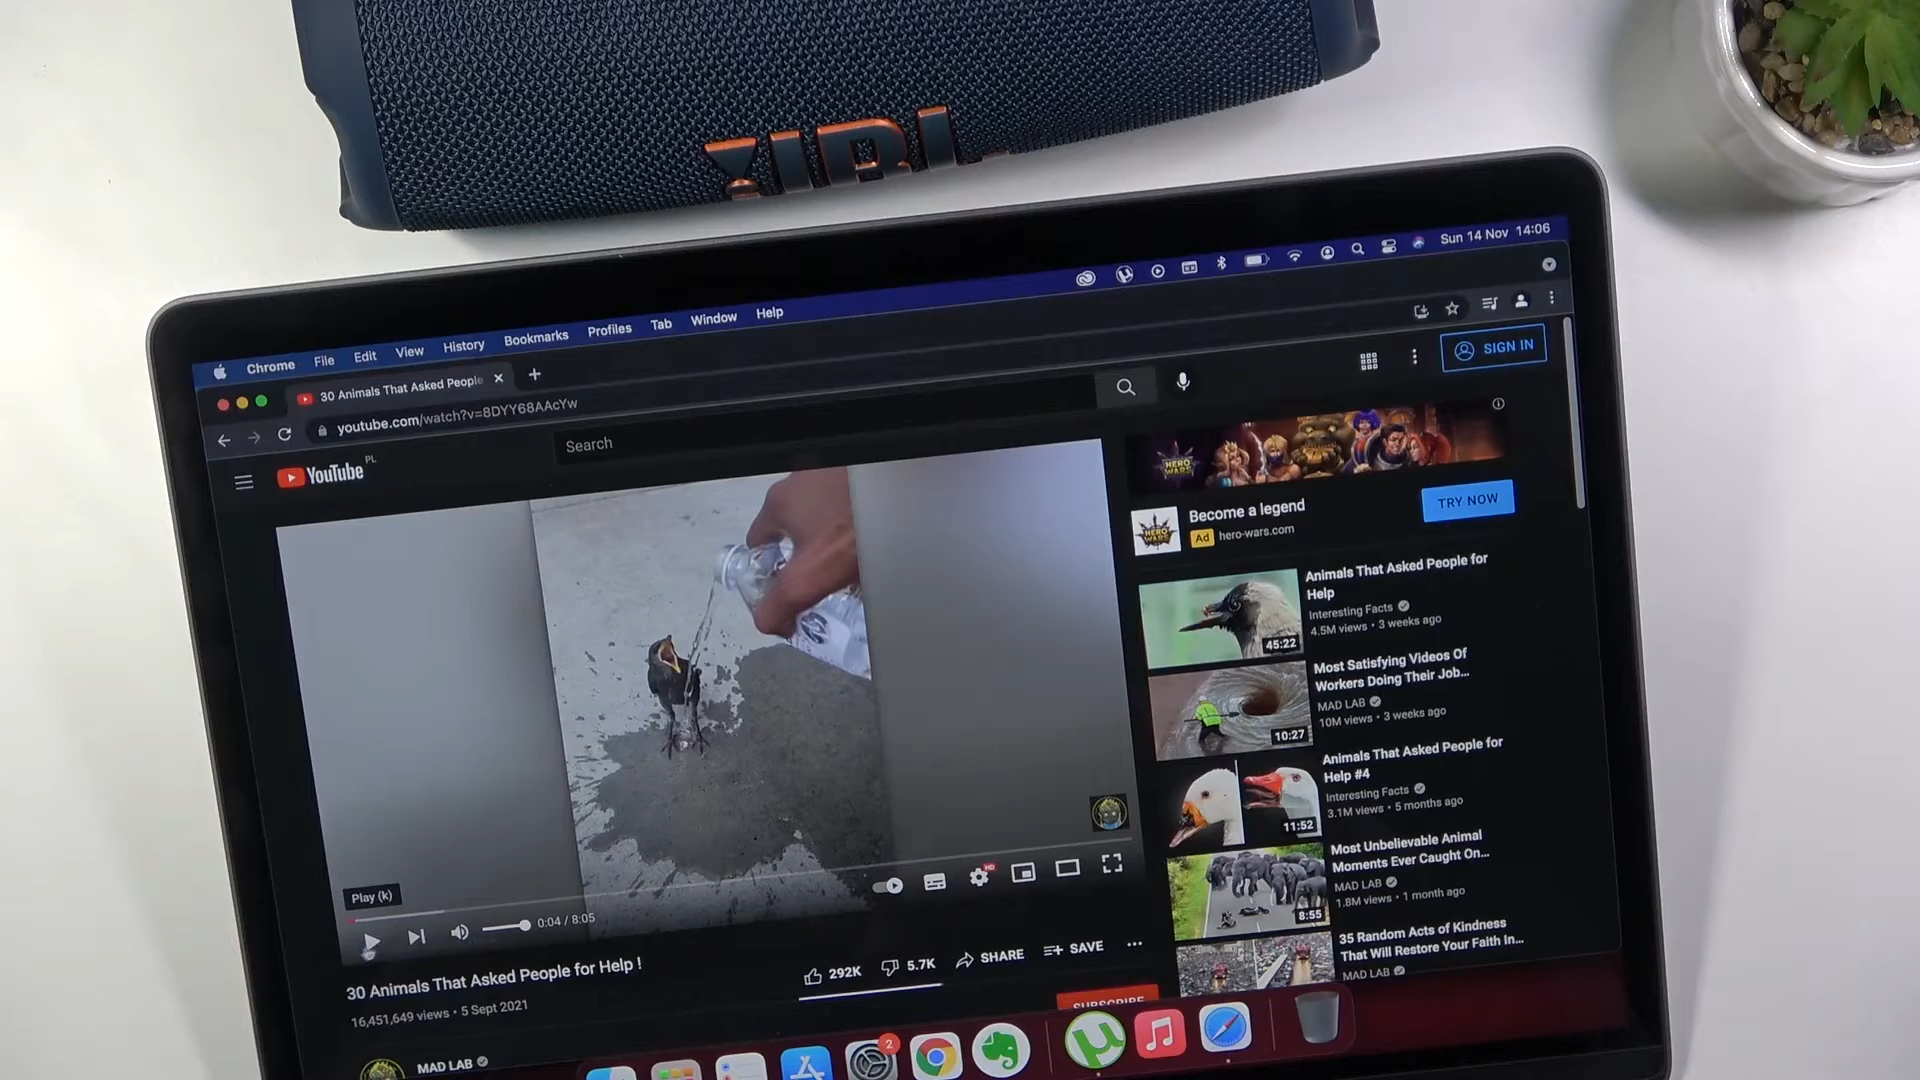 JBL
Chrome File Edit View History Bookmarks Profiles Tab Window Help Sun 14 Nov 14:06
30 Animals That Asked People
youtube.com/watch?v=8DYY68AAcYw
YouTube PL
Search
SIGN IN
HERO WARS
Become a legend
Ad hero-wars.com
TRY NOW
Animals That Asked People for
Help
Interesting Facts
4.5M views • 3 weeks ago
45:22
Most Satisfying Videos Of
Workers Doing Their Job...
MAD LAB
10M views • 3 weeks ago
10:27
Animals That Asked People for
Help #4
Interesting Facts
3.1M views • 5 months ago
11:52
Most Unbelievable Animal
Moments Ever Caught On...
MAD LAB
1.8M views • 1 month ago
8:55
35 Random Acts of Kindness
That Will Restore Your Faith In...
MAD LAB
Play (k)
0:04 / 8:05
HD
30 Animals That Asked People for Help !
16,451,649 views • 5 Sept 2021
292K 5.7K SHARE SAVE
SUBSCRIBE
MAD LAB
2